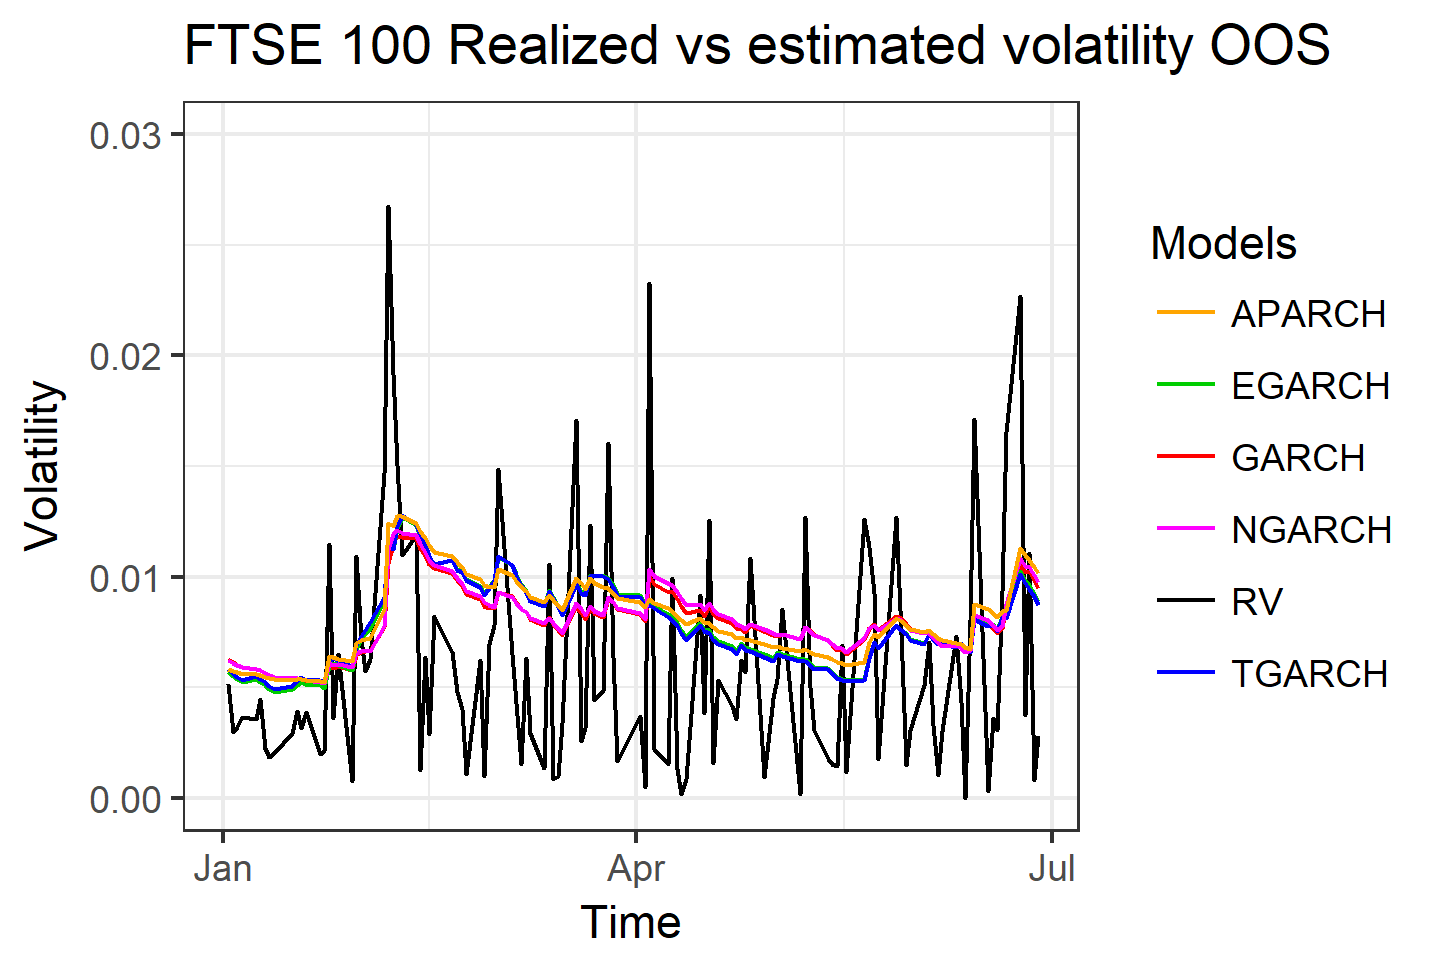 FTSE 100 Realized vs estimated volatility OOS
0.03
0.02
0.01
0.00
Volatility
Jan
Apr
Jul
Time
Models
APARCH
EGARCH
GARCH
NGARCH
RV
TGARCH